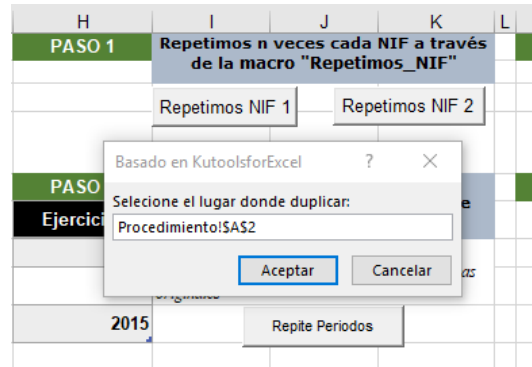 H I J K L
PASO 1
Repetimos n veces cada NIF a través
de la macro "Repetimos_NIF"
Repetimos NIF 1
Repetimos NIF 2
Basado en KutoolsforExcel ? ×
PASO
Selecione el lugar donde duplicar:
e
Ejercici
Procedimiento!$A$2
Aceptar
Cancelar
as
2015
Repite Periodos